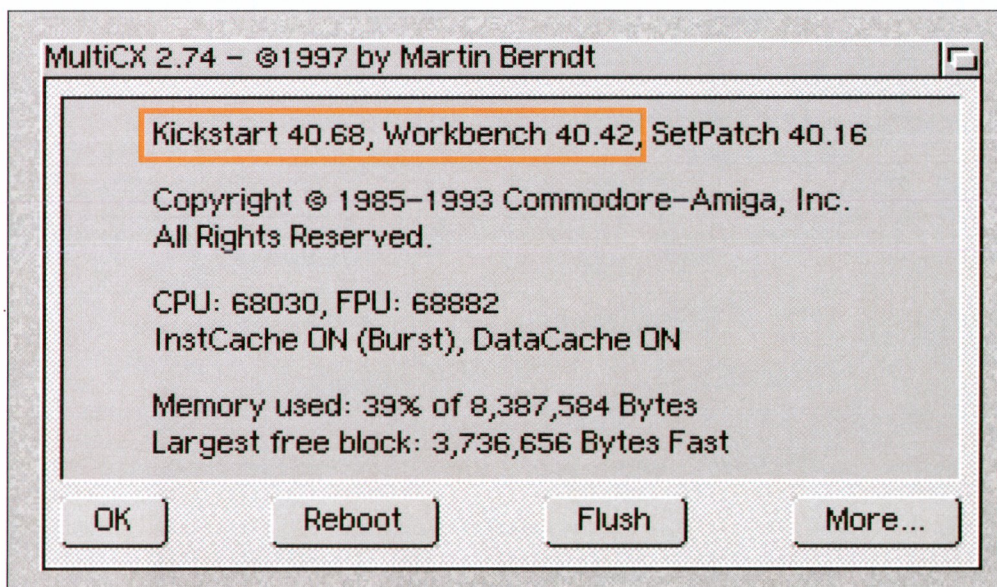 MultiCX 2.74 – ©1997 by Martin Berndt
Kickstart 40.68, Workbench 40.42, SetPatch 40.16
Copyright © 1985–1993 Commodore–Amiga, Inc.
All Rights Reserved.
CPU: 68030, FPU: 68882
InstCache ON (Burst), DataCache ON
Memory used: 39% of 8,387,584 Bytes
Largest free block: 3,736,656 Bytes Fast
OK Reboot Flush More...